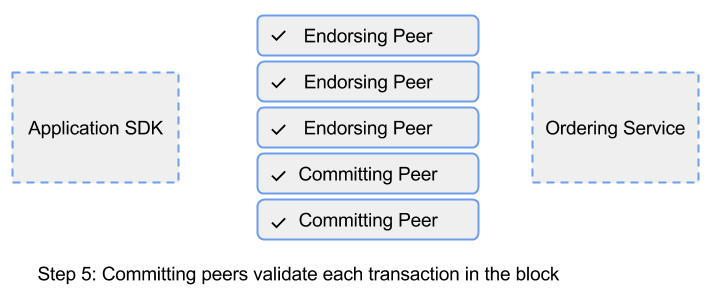 ✓ Endorsing Peer
✓ Endorsing Peer
✓ Endorsing Peer
✓ Committing Peer
✓ Committing Peer
Application SDK
Ordering Service
Step 5: Committing peers validate each transaction in the block